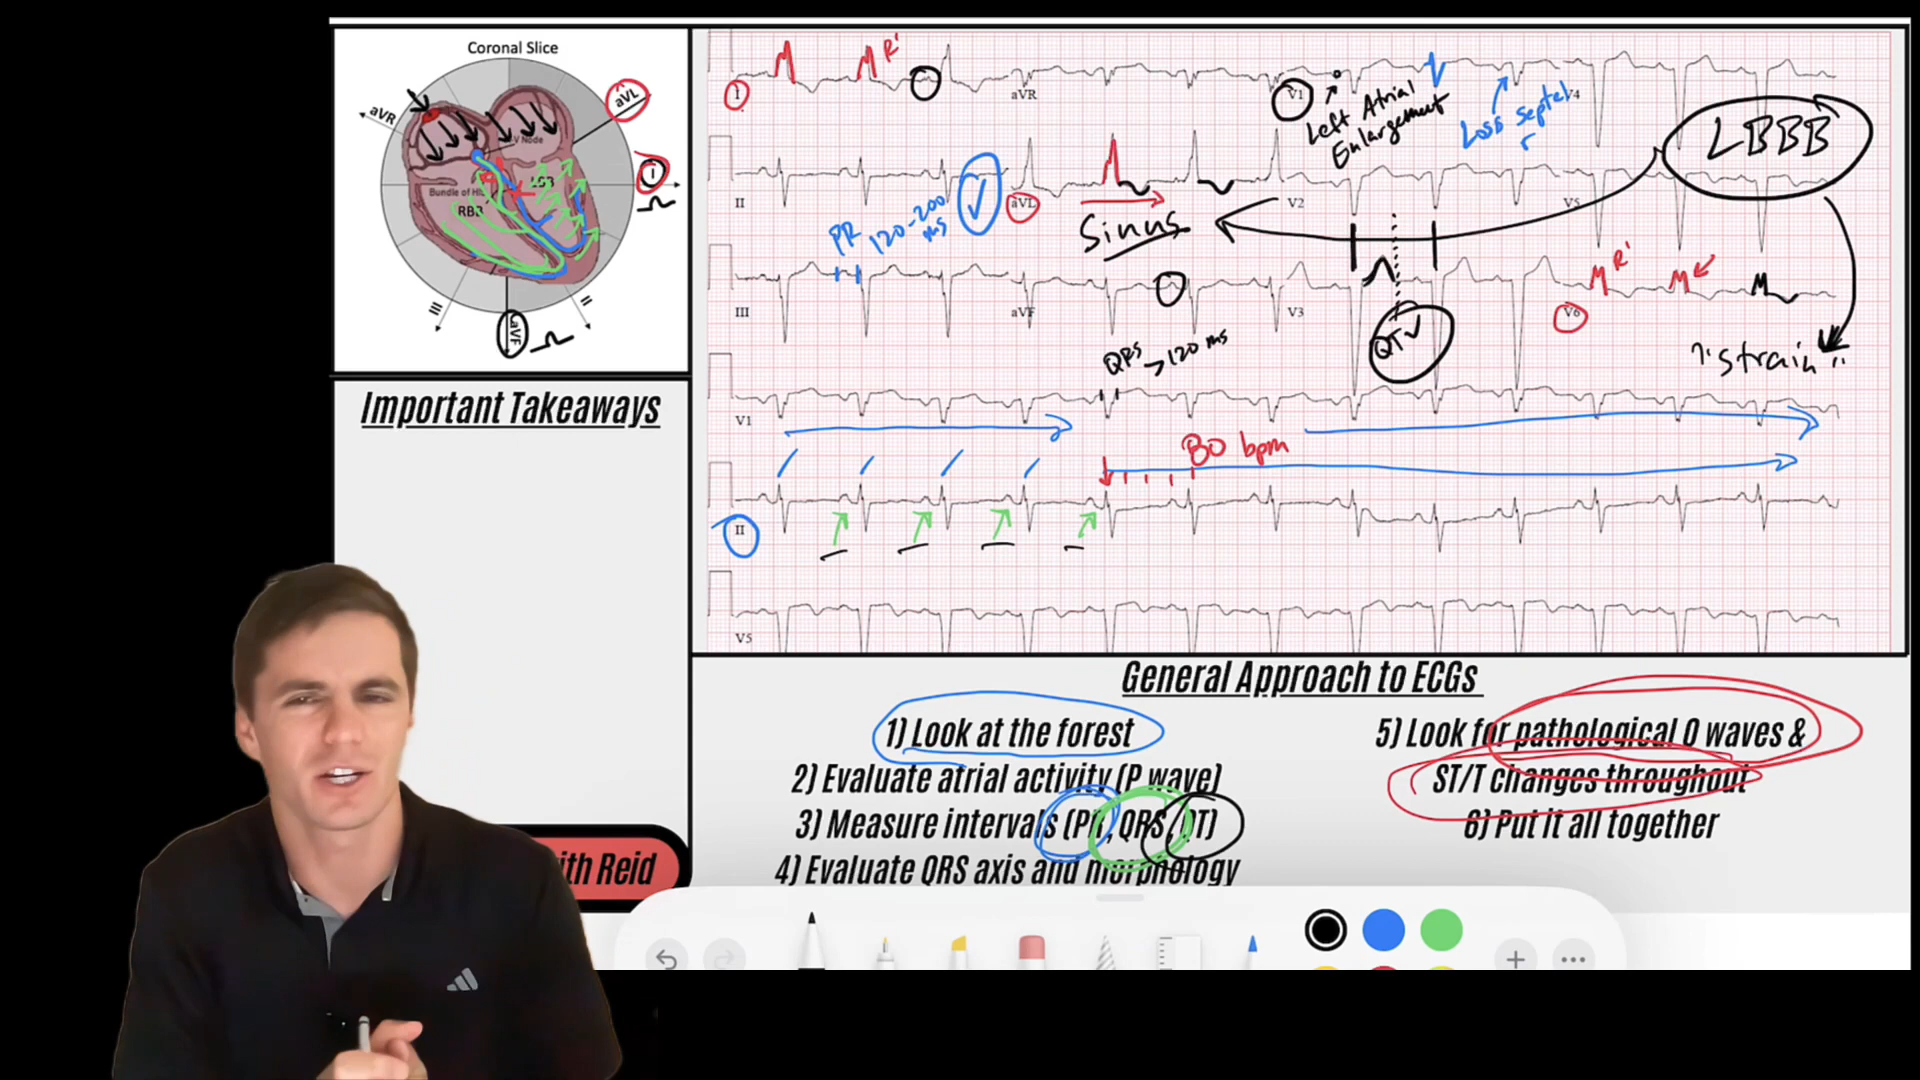 Coronal Slice
aVR
aVL
I
Node
Bundle of His
LBB
RBB
III
aVF
II
Important Takeaways
ith Reid
I
R'
aVR
V1
Left Atrial
Enlargement
Loss septal
r
V4
LBBB
II
PR 120-200
ms
aVL
Sinus
V2
V5
III
aVF
V3
QT
R'
V6
QRS
>120 ms
"strain"
V1
80 bpm
II
V5
General Approach to ECGs
1) Look at the forest
2) Evaluate atrial activity (P wave)
3) Measure intervals (PR, QRS, QT)
4) Evaluate QRS axis and morphology
5) Look for pathological Q waves &
ST/T changes throughout
6) Put it all together